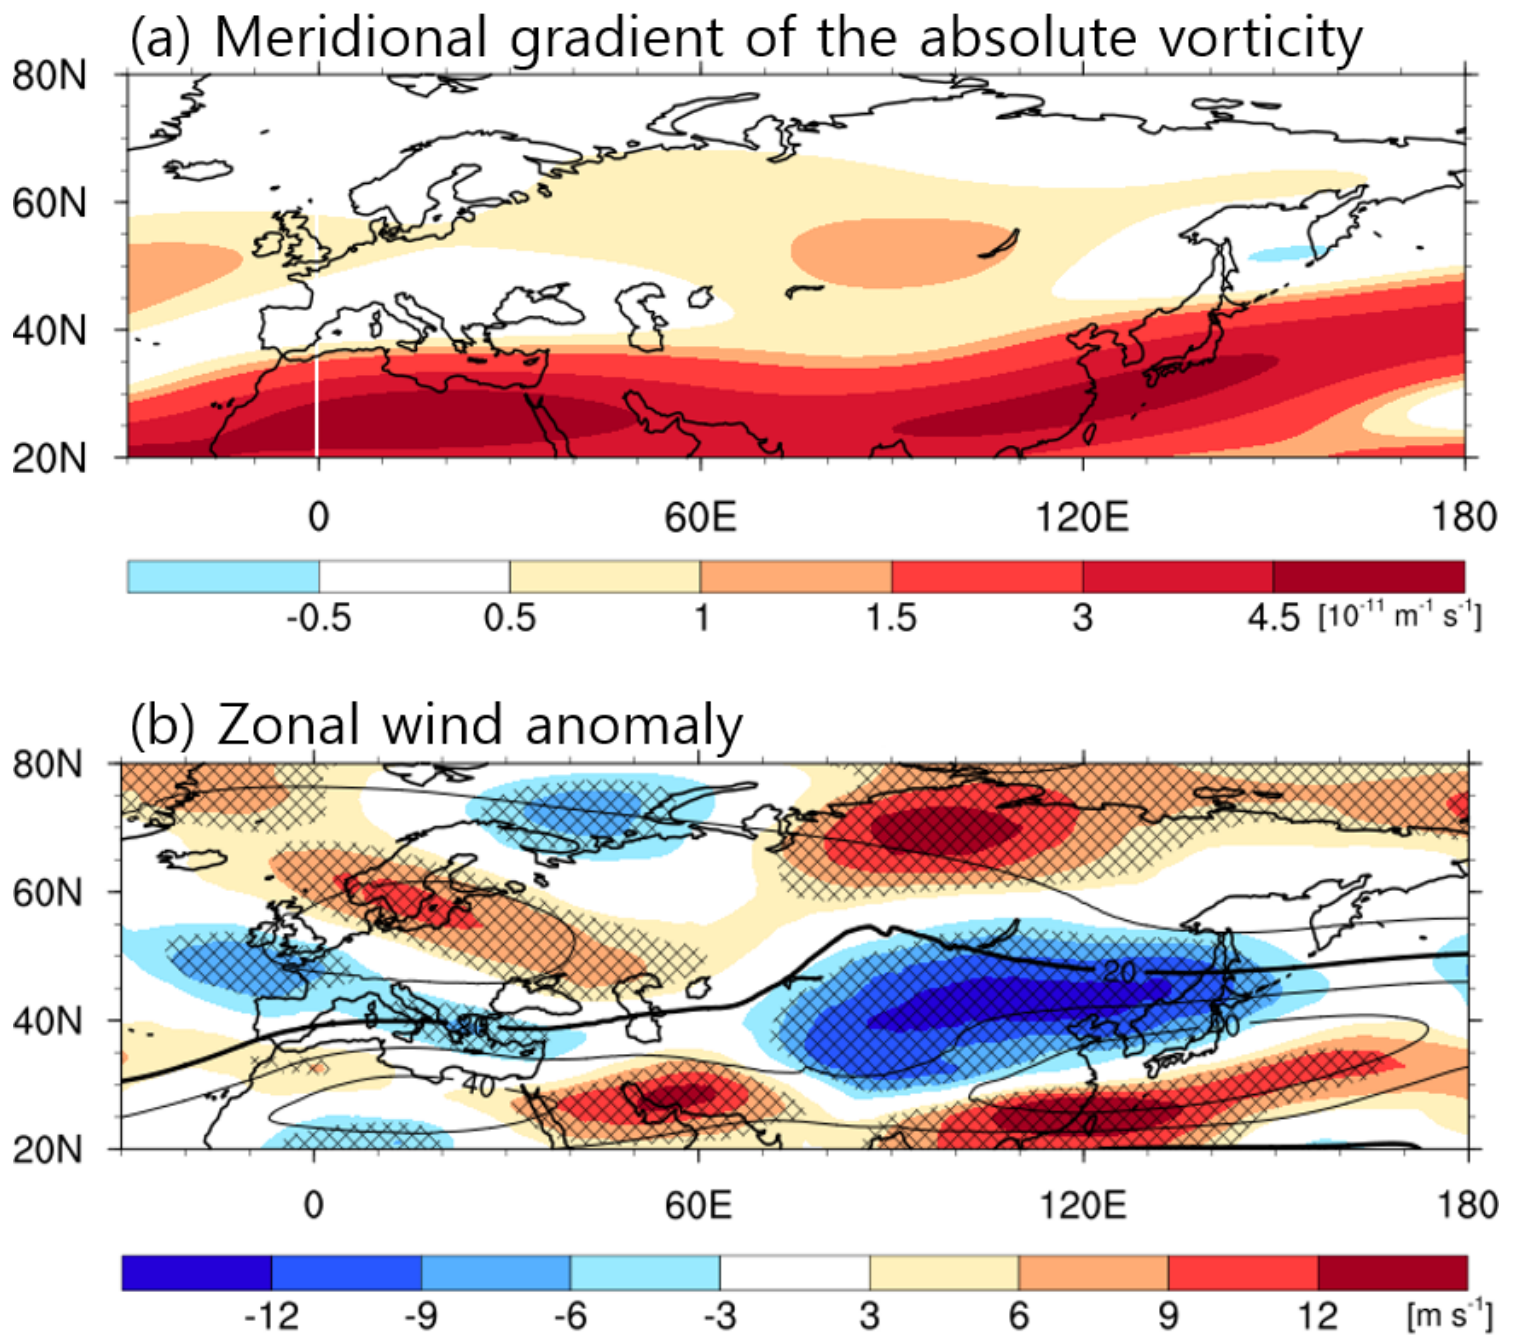 (a) Meridional gradient of the absolute vorticity
80N
60N
40N
20N
0 60E 120E 180
-0.5 0.5 1 1.5 3 4.5 [10⁻¹¹ m⁻¹ s⁻¹]
(b) Zonal wind anomaly
80N
60N
20
40N
40
20N
0 60E 120E 180
-12 -9 -6 -3 3 6 9 12 [m s⁻¹]